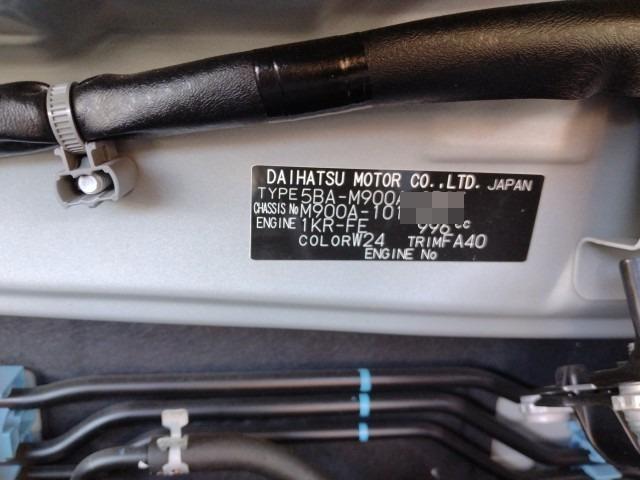 DAIHATSU MOTOR CO.,LTD. JAPAN
TYPE 5BA-M900A
CHASSIS No M900A-101
ENGINE 1KR-FE 996cc
COLOR W24 TRIM FA40
ENGINE No